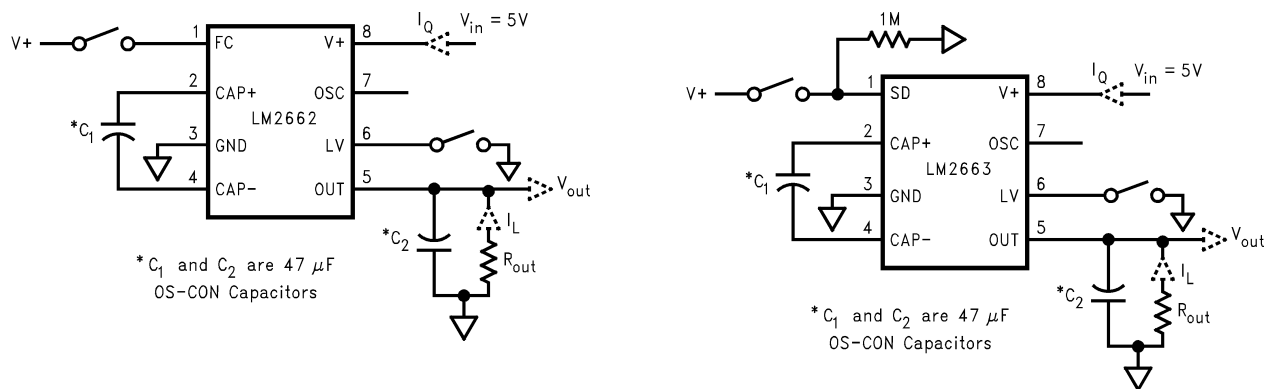 V+
1
FC
2
CAP+
3
GND
4
CAP-
LM2662
V+
8
OSC
7
LV
6
OUT
5
I_Q
V_in = 5V
*C_1
V_out
I_L
*C_2
R_out
*C_1 and C_2 are 47 μF
OS-CON Capacitors
1M
V+
1
SD
2
CAP+
3
GND
4
CAP-
LM2663
V+
8
OSC
7
LV
6
OUT
5
I_Q
V_in = 5V
*C_1
V_out
I_L
*C_2
R_out
*C_1 and C_2 are 47 μF
OS-CON Capacitors